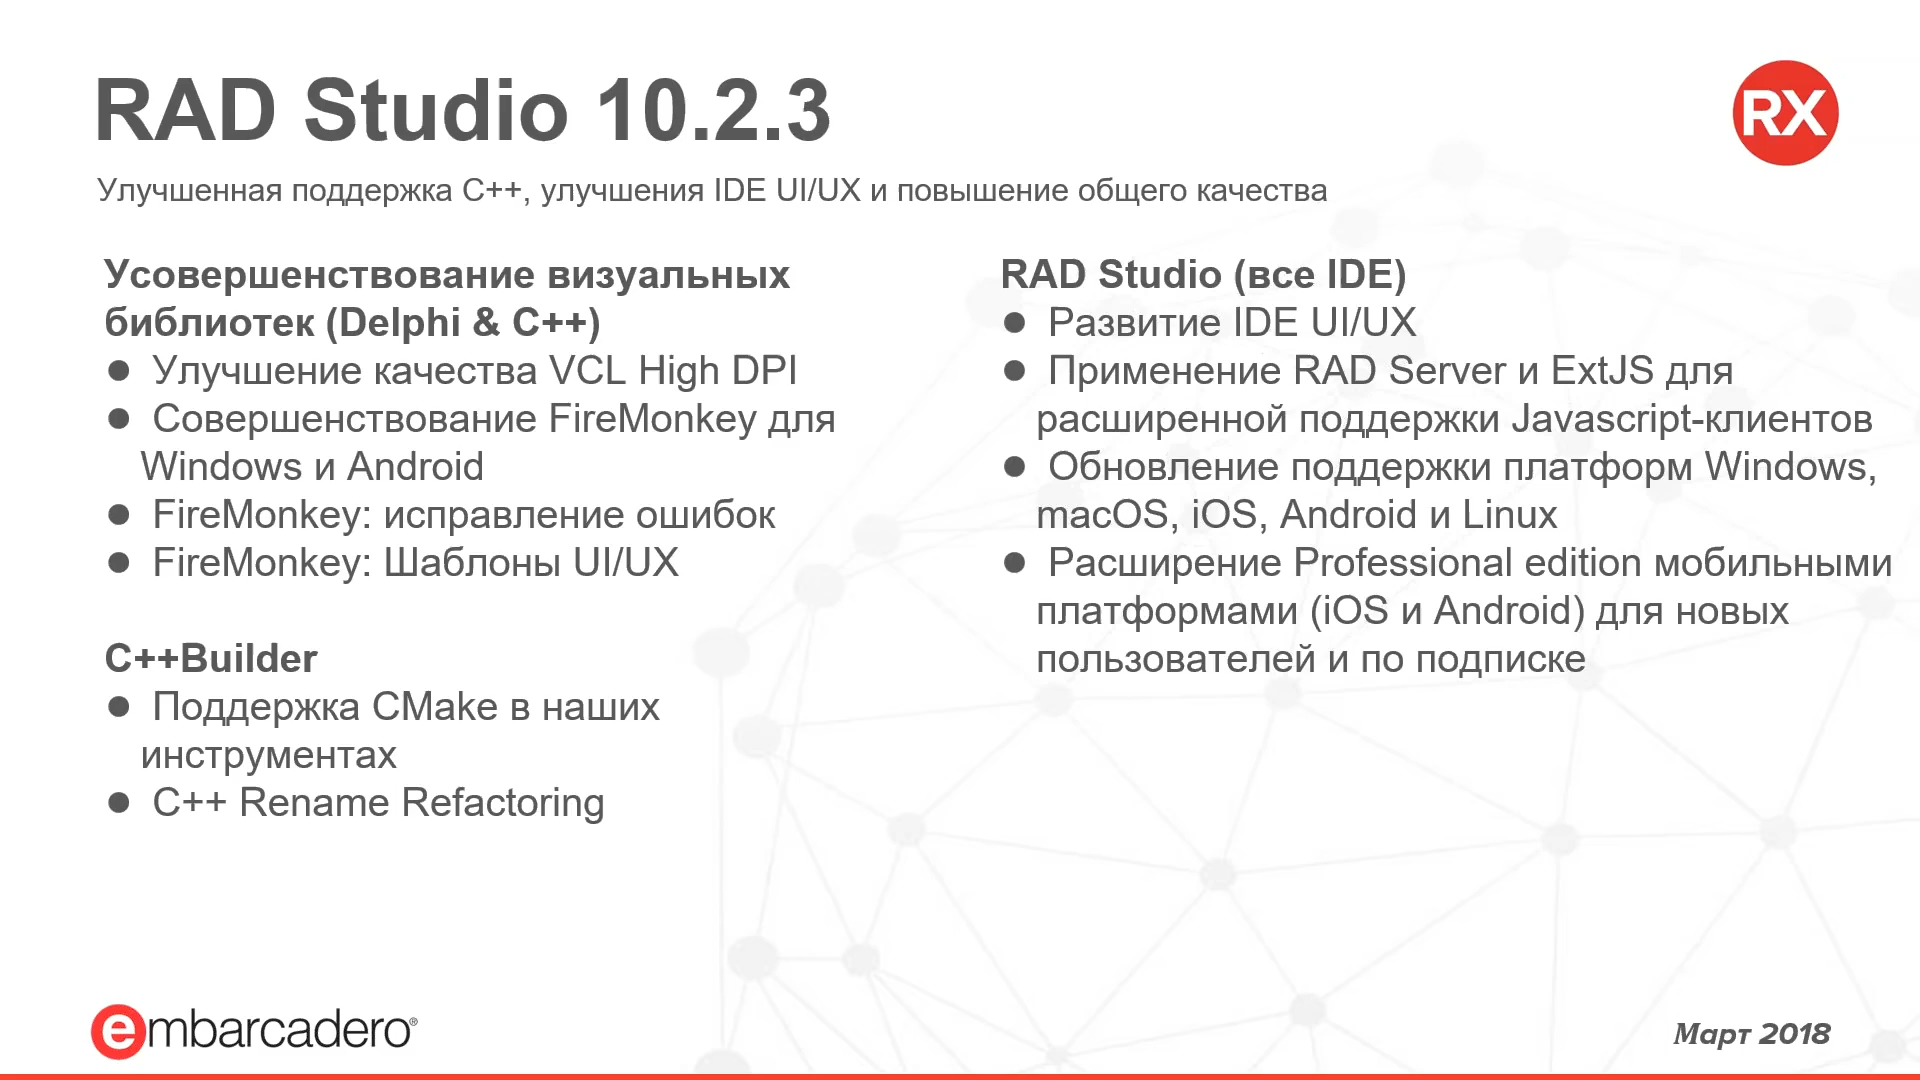 RAD Studio 10.2.3
RX
Улучшенная поддержка C++, улучшения IDE UI/UX и повышение общего качества
Усовершенствование визуальных
библиотек (Delphi & C++)
● Улучшение качества VCL High DPI
● Совершенствование FireMonkey для
Windows и Android
● FireMonkey: исправление ошибок
● FireMonkey: Шаблоны UI/UX
C++Builder
● Поддержка CMake в наших
инструментах
● C++ Rename Refactoring
RAD Studio (все IDE)
● Развитие IDE UI/UX
● Применение RAD Server и ExtJS для
расширенной поддержки Javascript-клиентов
● Обновление поддержки платформ Windows,
macOS, iOS, Android и Linux
● Расширение Professional edition мобильными
платформами (iOS и Android) для новых
пользователей и по подписке
embarcadero®
Март 2018